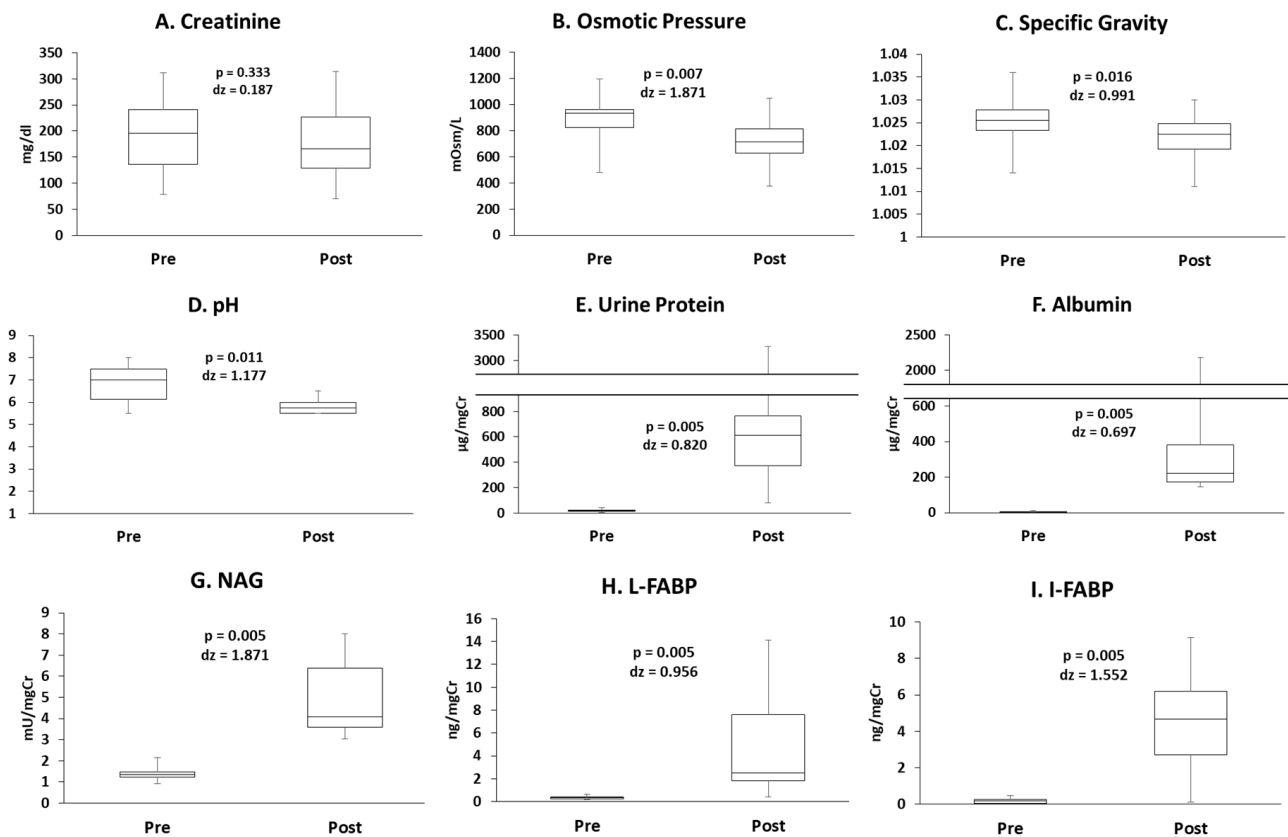 A. Creatinine
350
300
250
200
150
100
50
0
mg/dl
p = 0.333
dz = 0.187
Pre
Post
B. Osmotic Pressure
1400
1200
1000
800
600
400
200
0
mOsm/L
p = 0.007
dz = 1.871
Pre
Post
C. Specific Gravity
1.04
1.035
1.03
1.025
1.02
1.015
1.01
1.005
1
p = 0.016
dz = 0.991
Pre
Post
D. pH
9
8
7
6
5
4
3
2
1
p = 0.011
dz = 1.177
Pre
Post
E. Urine Protein
3500
3000
800
600
400
200
0
µg/mgCr
p = 0.005
dz = 0.820
Pre
Post
F. Albumin
2500
2000
600
400
200
0
µg/mgCr
p = 0.005
dz = 0.697
Pre
Post
G. NAG
9
8
7
6
5
4
3
2
1
0
mU/mgCr
p = 0.005
dz = 1.871
Pre
Post
H. L-FABP
16
14
12
10
8
6
4
2
0
ng/mgCr
p = 0.005
dz = 0.956
Pre
Post
I. I-FABP
10
8
6
4
2
0
ng/mgCr
p = 0.005
dz = 1.552
Pre
Post